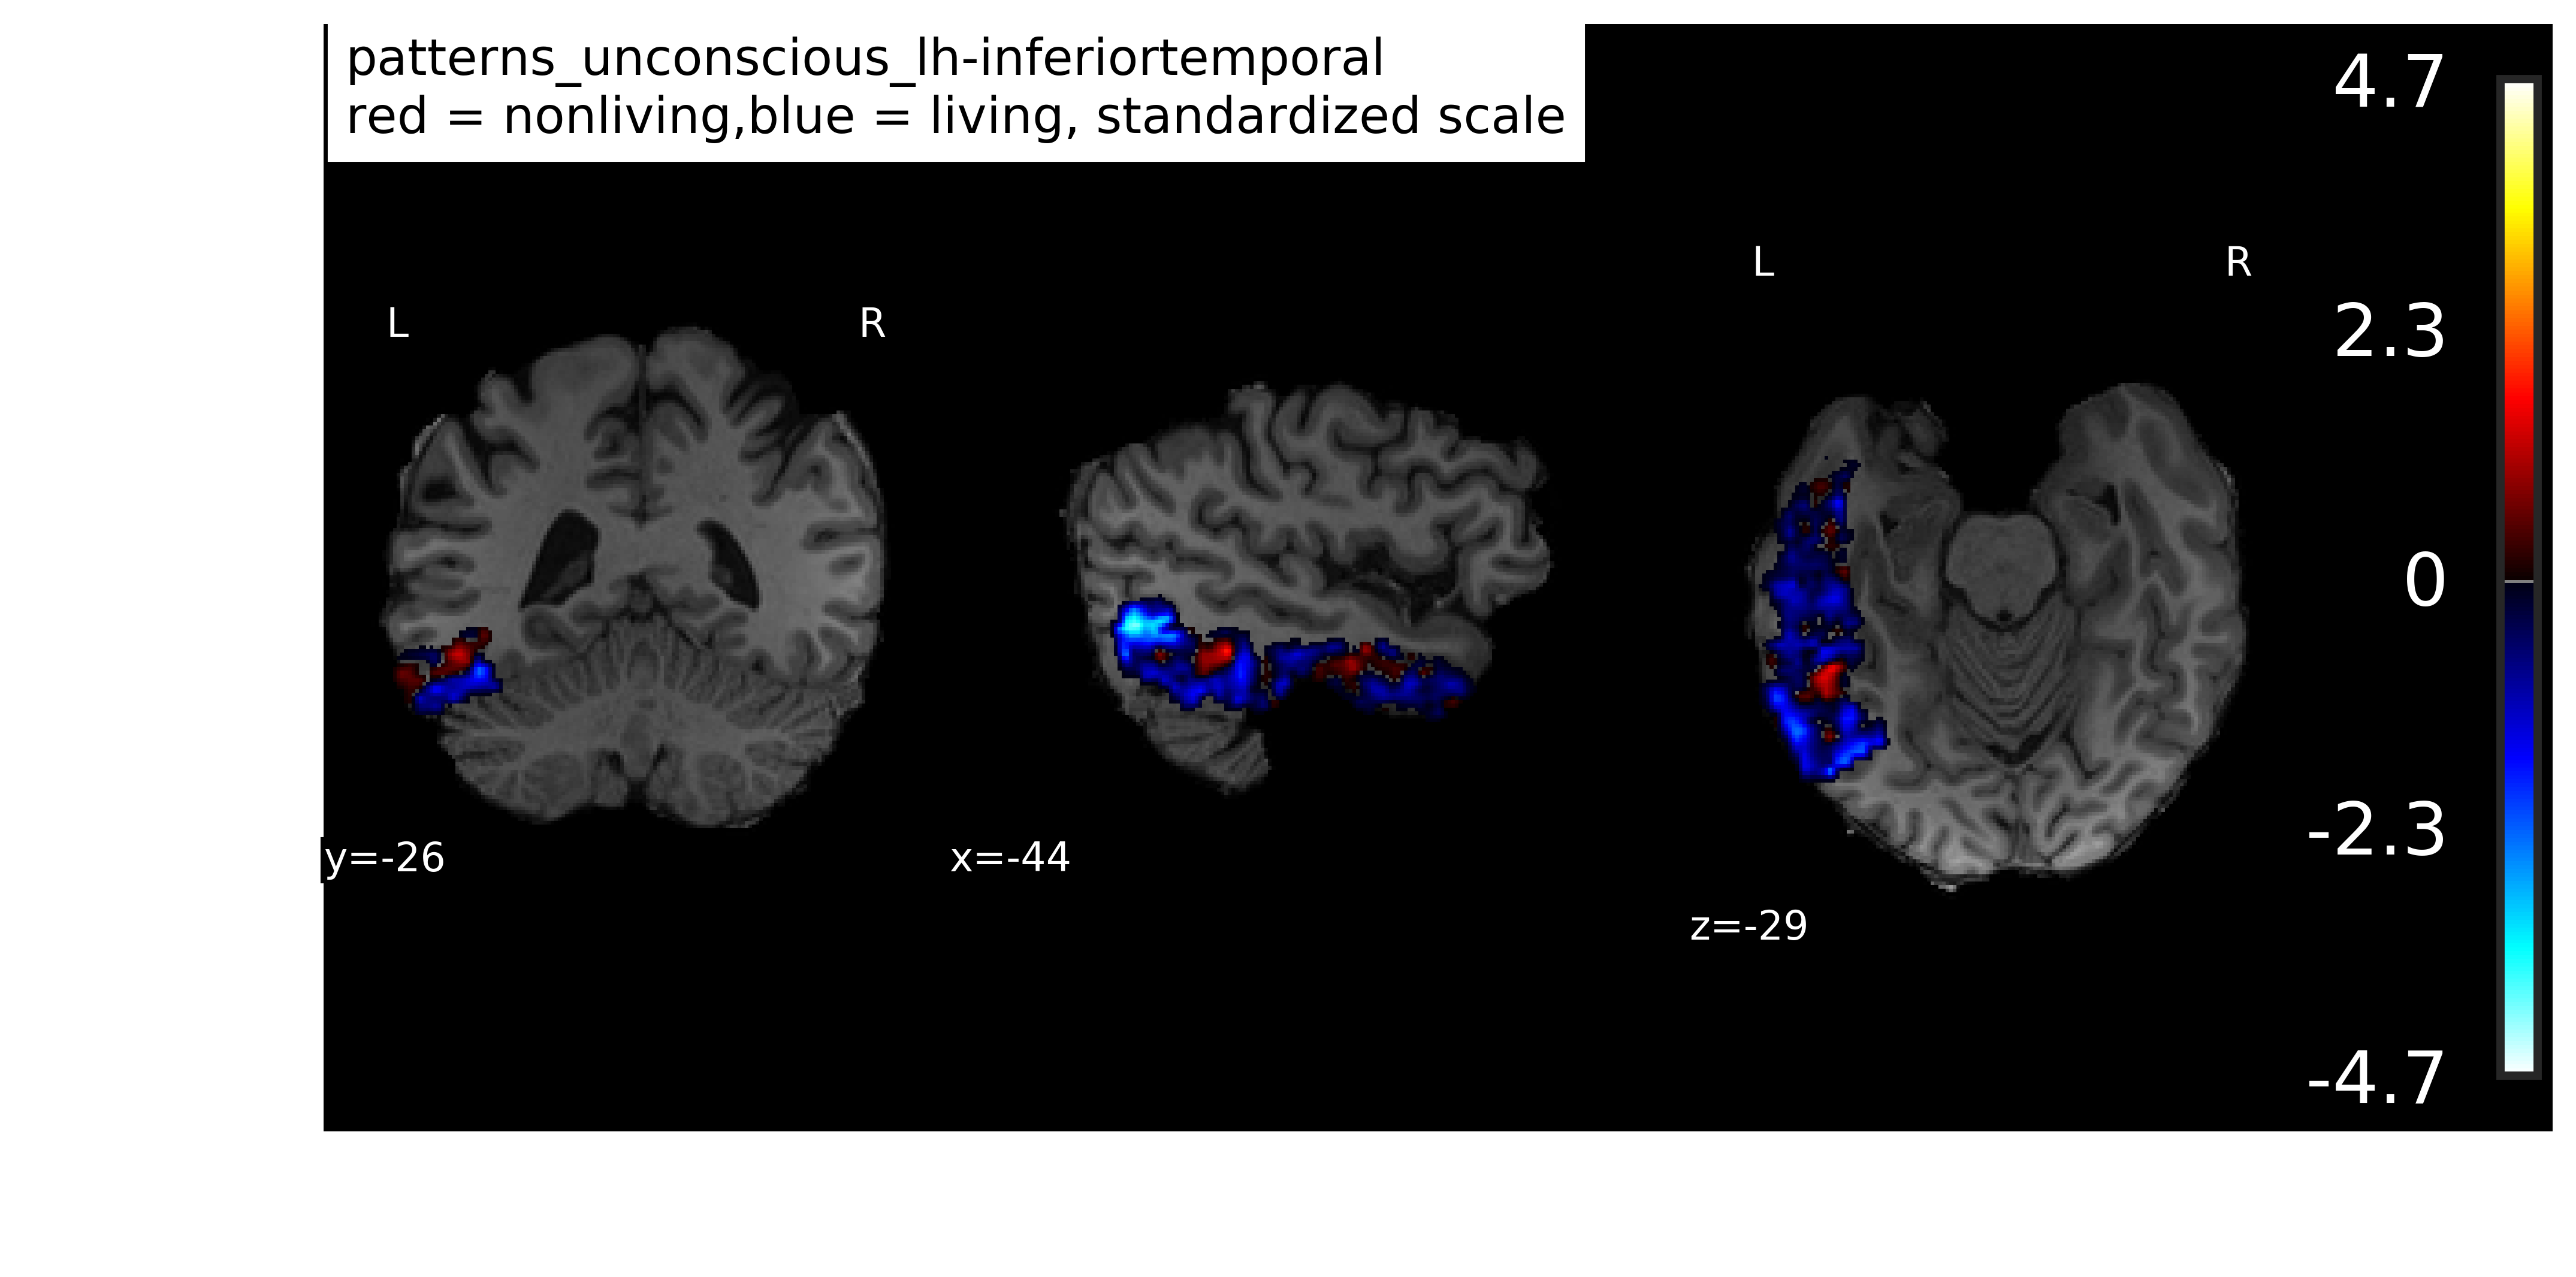 patterns_unconscious_lh-inferiortemporal
red = nonliving,blue = living, standardized scale
L
R
y=-26
x=-44
L
R
z=-29
4.7
2.3
0
-2.3
-4.7